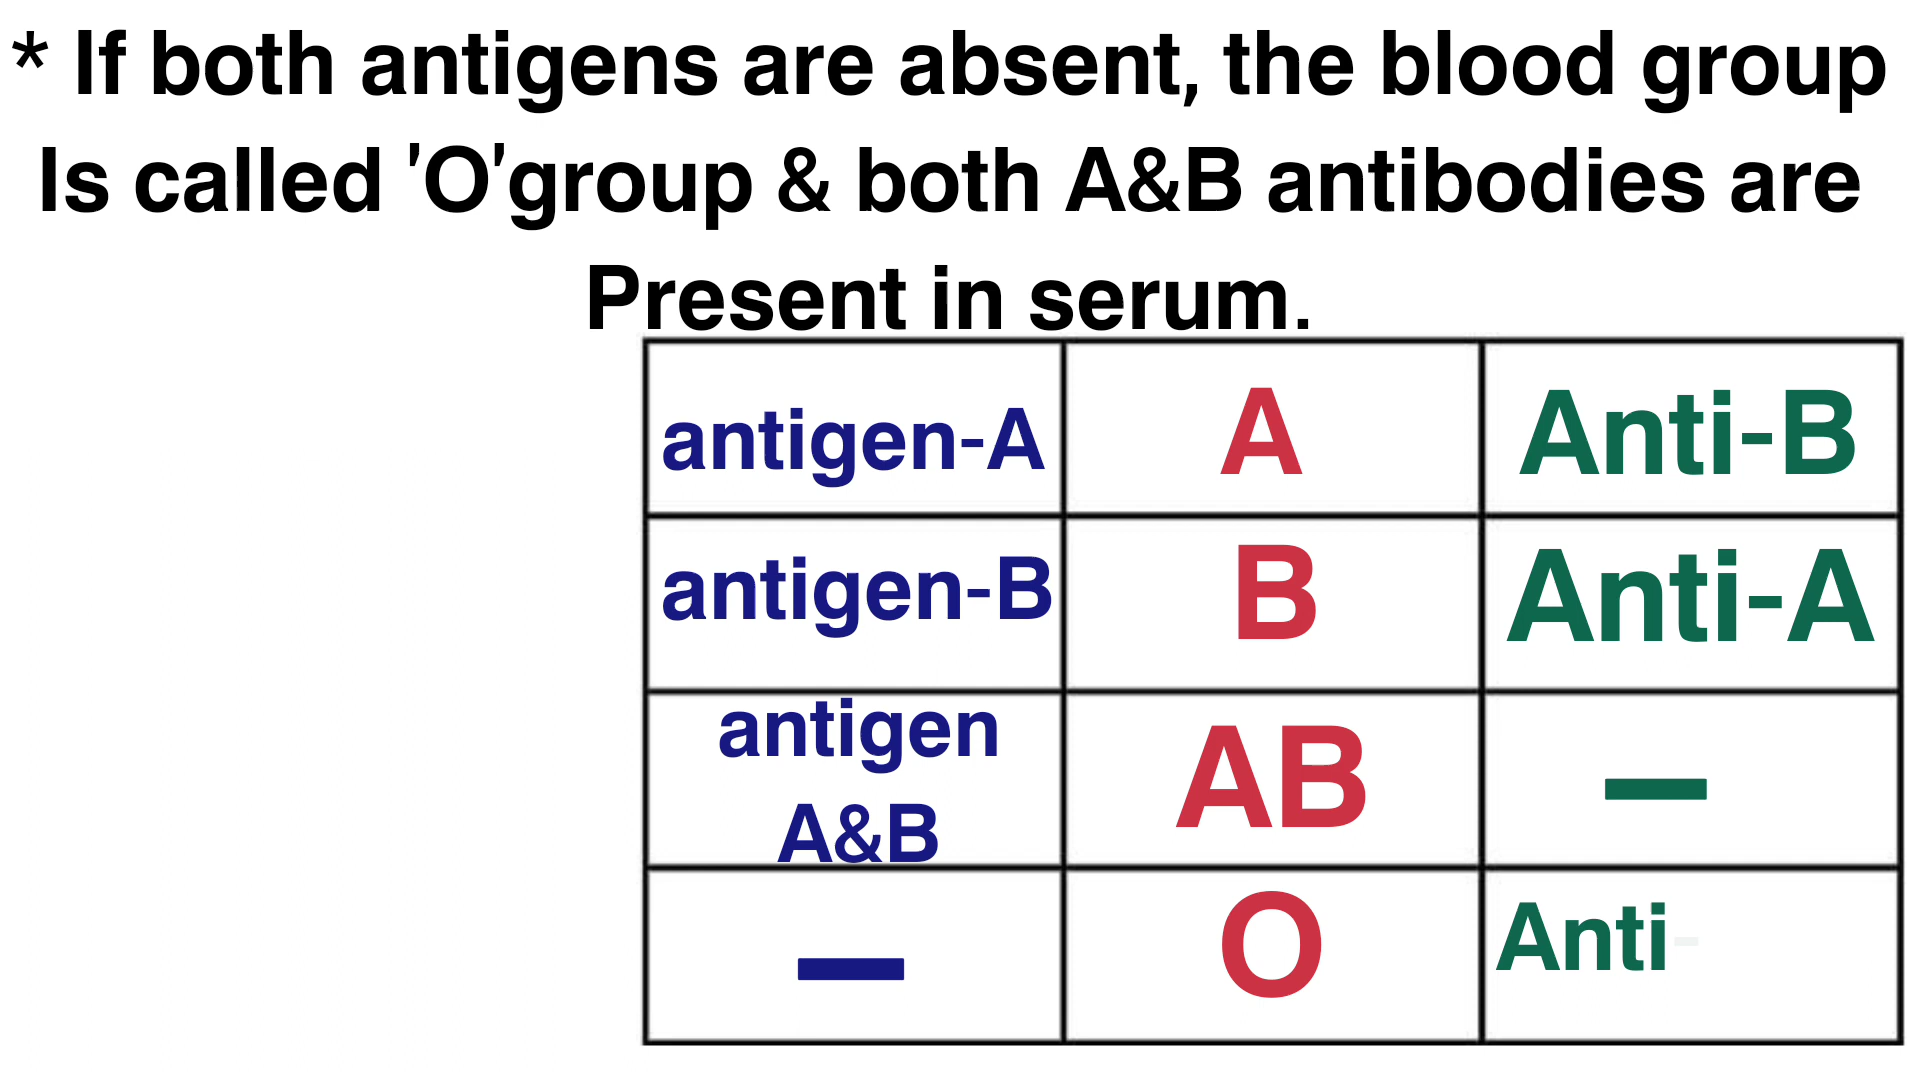 * If both antigens are absent, the blood group
Is called 'O'group & both A&B antibodies are
Present in serum.
antigen-A A Anti-B
antigen-B B Anti-A
antigen
A&B AB –
– O Anti-